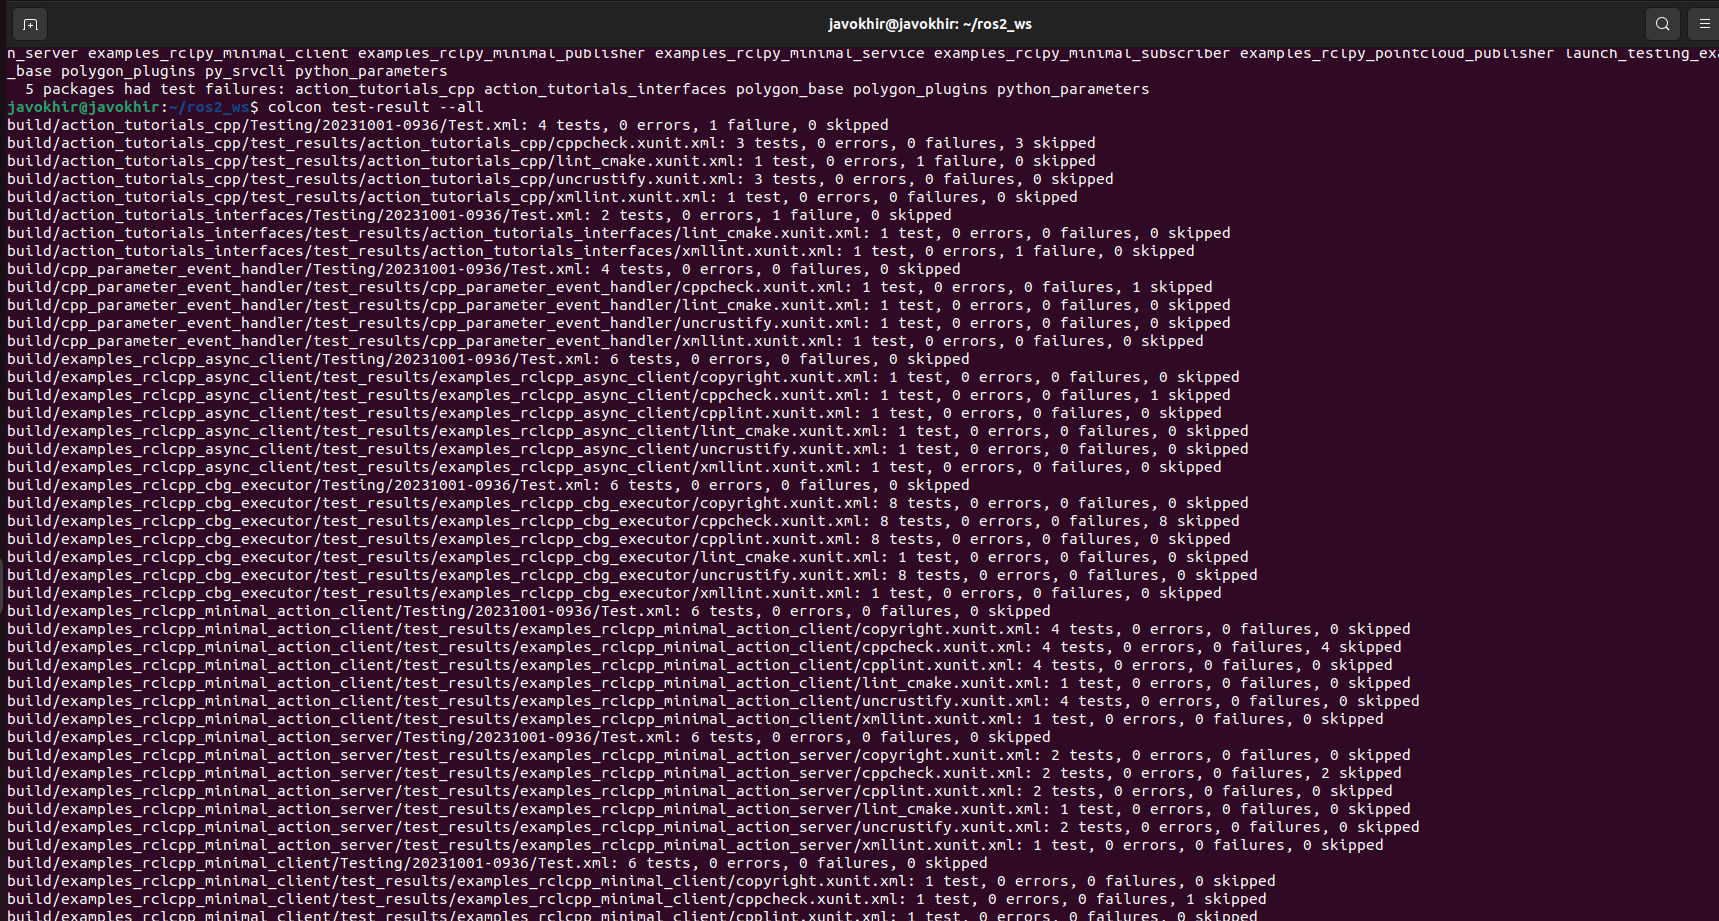 javokhir@javokhir: ~/ros2_ws
n_server examples_rclpy_minimal_client examples_rclpy_minimal_publisher examples_rclpy_minimal_service examples_rclpy_minimal_subscriber examples_rclpy_pointcloud_publisher launch_testing_exa
_base polygon_plugins py_srvcli python_parameters
  5 packages had test failures: action_tutorials_cpp action_tutorials_interfaces polygon_base polygon_plugins python_parameters
javokhir@javokhir:~/ros2_ws$ colcon test-result --all
build/action_tutorials_cpp/Testing/20231001-0936/Test.xml: 4 tests, 0 errors, 1 failure, 0 skipped
build/action_tutorials_cpp/test_results/action_tutorials_cpp/cppcheck.xunit.xml: 3 tests, 0 errors, 0 failures, 3 skipped
build/action_tutorials_cpp/test_results/action_tutorials_cpp/lint_cmake.xunit.xml: 1 test, 0 errors, 1 failure, 0 skipped
build/action_tutorials_cpp/test_results/action_tutorials_cpp/uncrustify.xunit.xml: 3 tests, 0 errors, 0 failures, 0 skipped
build/action_tutorials_cpp/test_results/action_tutorials_cpp/xmllint.xunit.xml: 1 test, 0 errors, 0 failures, 0 skipped
build/action_tutorials_interfaces/Testing/20231001-0936/Test.xml: 2 tests, 0 errors, 1 failure, 0 skipped
build/action_tutorials_interfaces/test_results/action_tutorials_interfaces/lint_cmake.xunit.xml: 1 test, 0 errors, 0 failures, 0 skipped
build/action_tutorials_interfaces/test_results/action_tutorials_interfaces/xmllint.xunit.xml: 1 test, 0 errors, 1 failure, 0 skipped
build/cpp_parameter_event_handler/Testing/20231001-0936/Test.xml: 4 tests, 0 errors, 0 failures, 0 skipped
build/cpp_parameter_event_handler/test_results/cpp_parameter_event_handler/cppcheck.xunit.xml: 1 test, 0 errors, 0 failures, 1 skipped
build/cpp_parameter_event_handler/test_results/cpp_parameter_event_handler/lint_cmake.xunit.xml: 1 test, 0 errors, 0 failures, 0 skipped
build/cpp_parameter_event_handler/test_results/cpp_parameter_event_handler/uncrustify.xunit.xml: 1 test, 0 errors, 0 failures, 0 skipped
build/cpp_parameter_event_handler/test_results/cpp_parameter_event_handler/xmllint.xunit.xml: 1 test, 0 errors, 0 failures, 0 skipped
build/examples_rclcpp_async_client/Testing/20231001-0936/Test.xml: 6 tests, 0 errors, 0 failures, 0 skipped
build/examples_rclcpp_async_client/test_results/examples_rclcpp_async_client/copyright.xunit.xml: 1 test, 0 errors, 0 failures, 0 skipped
build/examples_rclcpp_async_client/test_results/examples_rclcpp_async_client/cppcheck.xunit.xml: 1 test, 0 errors, 0 failures, 1 skipped
build/examples_rclcpp_async_client/test_results/examples_rclcpp_async_client/cpplint.xunit.xml: 1 test, 0 errors, 0 failures, 0 skipped
build/examples_rclcpp_async_client/test_results/examples_rclcpp_async_client/lint_cmake.xunit.xml: 1 test, 0 errors, 0 failures, 0 skipped
build/examples_rclcpp_async_client/test_results/examples_rclcpp_async_client/uncrustify.xunit.xml: 1 test, 0 errors, 0 failures, 0 skipped
build/examples_rclcpp_async_client/test_results/examples_rclcpp_async_client/xmllint.xunit.xml: 1 test, 0 errors, 0 failures, 0 skipped
build/examples_rclcpp_cbg_executor/Testing/20231001-0936/Test.xml: 6 tests, 0 errors, 0 failures, 0 skipped
build/examples_rclcpp_cbg_executor/test_results/examples_rclcpp_cbg_executor/copyright.xunit.xml: 8 tests, 0 errors, 0 failures, 0 skipped
build/examples_rclcpp_cbg_executor/test_results/examples_rclcpp_cbg_executor/cppcheck.xunit.xml: 8 tests, 0 errors, 0 failures, 8 skipped
build/examples_rclcpp_cbg_executor/test_results/examples_rclcpp_cbg_executor/cpplint.xunit.xml: 8 tests, 0 errors, 0 failures, 0 skipped
build/examples_rclcpp_cbg_executor/test_results/examples_rclcpp_cbg_executor/lint_cmake.xunit.xml: 1 test, 0 errors, 0 failures, 0 skipped
build/examples_rclcpp_cbg_executor/test_results/examples_rclcpp_cbg_executor/uncrustify.xunit.xml: 8 tests, 0 errors, 0 failures, 0 skipped
build/examples_rclcpp_cbg_executor/test_results/examples_rclcpp_cbg_executor/xmllint.xunit.xml: 1 test, 0 errors, 0 failures, 0 skipped
build/examples_rclcpp_minimal_action_client/Testing/20231001-0936/Test.xml: 6 tests, 0 errors, 0 failures, 0 skipped
build/examples_rclcpp_minimal_action_client/test_results/examples_rclcpp_minimal_action_client/copyright.xunit.xml: 4 tests, 0 errors, 0 failures, 0 skipped
build/examples_rclcpp_minimal_action_client/test_results/examples_rclcpp_minimal_action_client/cppcheck.xunit.xml: 4 tests, 0 errors, 0 failures, 4 skipped
build/examples_rclcpp_minimal_action_client/test_results/examples_rclcpp_minimal_action_client/cpplint.xunit.xml: 4 tests, 0 errors, 0 failures, 0 skipped
build/examples_rclcpp_minimal_action_client/test_results/examples_rclcpp_minimal_action_client/lint_cmake.xunit.xml: 1 test, 0 errors, 0 failures, 0 skipped
build/examples_rclcpp_minimal_action_client/test_results/examples_rclcpp_minimal_action_client/uncrustify.xunit.xml: 4 tests, 0 errors, 0 failures, 0 skipped
build/examples_rclcpp_minimal_action_client/test_results/examples_rclcpp_minimal_action_client/xmllint.xunit.xml: 1 test, 0 errors, 0 failures, 0 skipped
build/examples_rclcpp_minimal_action_server/Testing/20231001-0936/Test.xml: 6 tests, 0 errors, 0 failures, 0 skipped
build/examples_rclcpp_minimal_action_server/test_results/examples_rclcpp_minimal_action_server/copyright.xunit.xml: 2 tests, 0 errors, 0 failures, 0 skipped
build/examples_rclcpp_minimal_action_server/test_results/examples_rclcpp_minimal_action_server/cppcheck.xunit.xml: 2 tests, 0 errors, 0 failures, 2 skipped
build/examples_rclcpp_minimal_action_server/test_results/examples_rclcpp_minimal_action_server/cpplint.xunit.xml: 2 tests, 0 errors, 0 failures, 0 skipped
build/examples_rclcpp_minimal_action_server/test_results/examples_rclcpp_minimal_action_server/lint_cmake.xunit.xml: 1 test, 0 errors, 0 failures, 0 skipped
build/examples_rclcpp_minimal_action_server/test_results/examples_rclcpp_minimal_action_server/uncrustify.xunit.xml: 2 tests, 0 errors, 0 failures, 0 skipped
build/examples_rclcpp_minimal_action_server/test_results/examples_rclcpp_minimal_action_server/xmllint.xunit.xml: 1 test, 0 errors, 0 failures, 0 skipped
build/examples_rclcpp_minimal_client/Testing/20231001-0936/Test.xml: 6 tests, 0 errors, 0 failures, 0 skipped
build/examples_rclcpp_minimal_client/test_results/examples_rclcpp_minimal_client/copyright.xunit.xml: 1 test, 0 errors, 0 failures, 0 skipped
build/examples_rclcpp_minimal_client/test_results/examples_rclcpp_minimal_client/cppcheck.xunit.xml: 1 test, 0 errors, 0 failures, 1 skipped
build/examples_rclcpp_minimal_client/test_results/examples_rclcpp_minimal_client/cpplint.xunit.xml: 1 test, 0 errors, 0 failures, 0 skipped